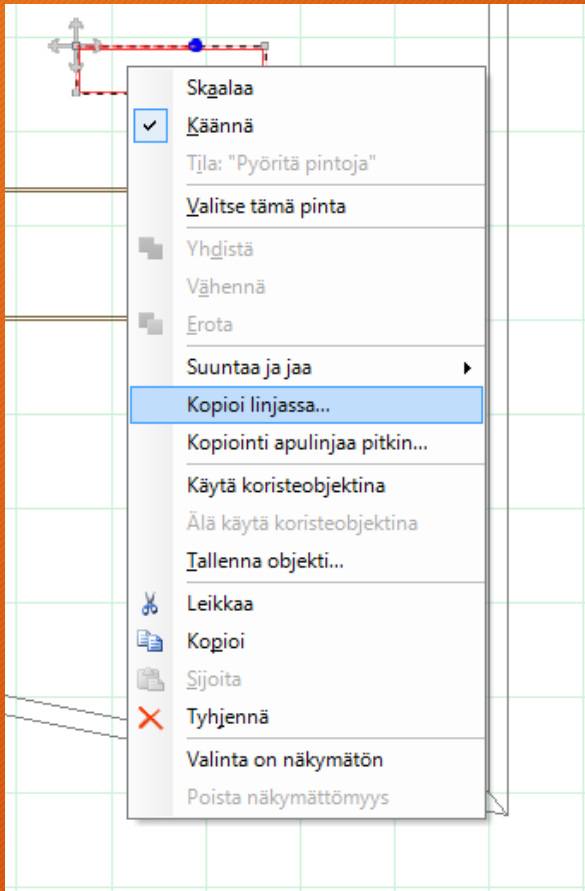 Skaalaa
Käännä
Tila: "Pyöritä pintoja"
Valitse tämä pinta
Yhdistä
Vähennä
Erota
Suuntaa ja jaa
Kopioi linjassa...
Kopiointi apulinjaa pitkin...
Käytä koristeobjektina
Älä käytä koristeobjektina
Tallenna objekti...
Leikkaa
Kopioi
Sijoita
Tyhjennä
Valinta on näkymätön
Poista näkymättömyys